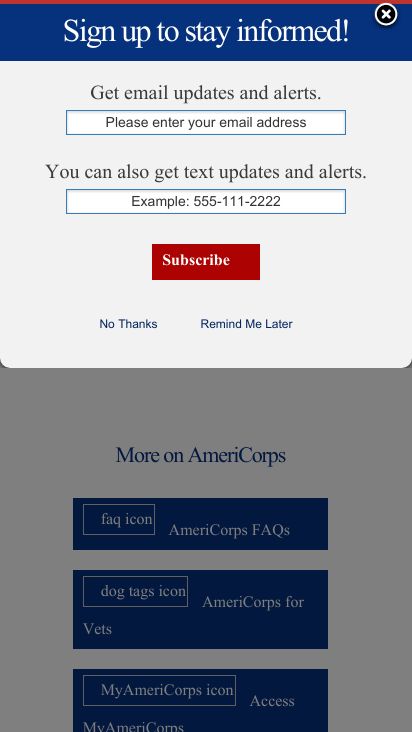 Sign up to stay informed!
Get email updates and alerts.
Please enter your email address
You can also get text updates and alerts.
Example: 555-111-2222
Subscribe
No Thanks Remind Me Later
More on AmeriCorps
faq icon AmeriCorps FAQs
dog tags icon AmeriCorps for
Vets
MyAmeriCorps icon Access
MyAmeriCorps